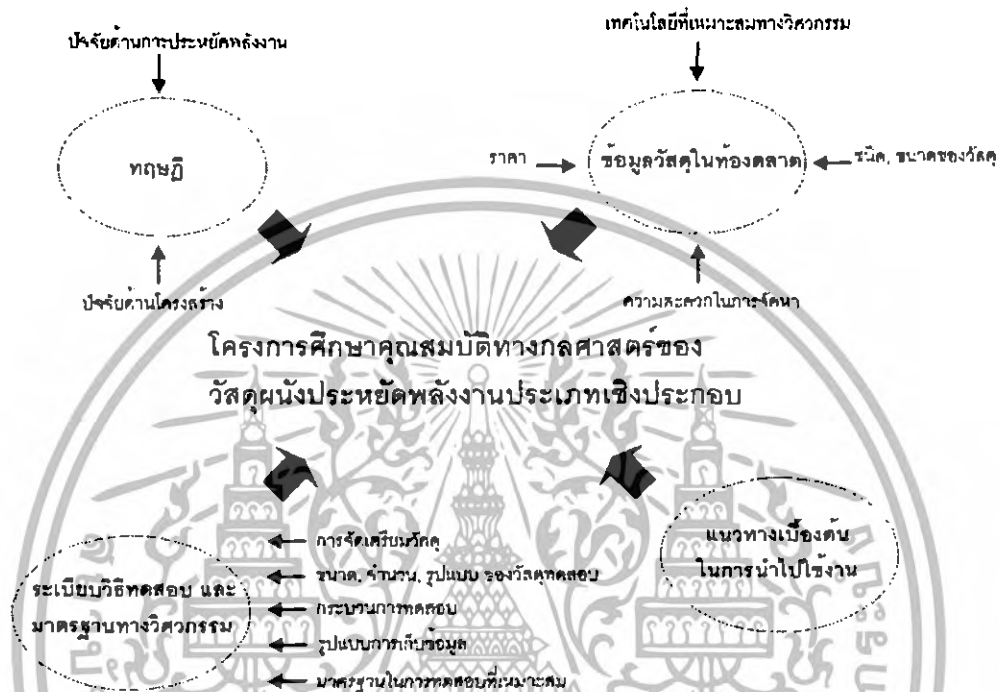 เทคโนโลยีที่เหมาะสมทางวิศวกรรม
ปัจจัยด้านการประหยัดพลังงาน
ทฤษฎี
ราคา
ข้อมูลวัสดุในท้องตลาด
ชนิด, ขนาดของวัสดุ
ปัจจัยด้านโครงสร้าง
ความสะดวกในการจัดหา
โครงการศึกษาคุณสมบัติทางกลศาสตร์ของ
วัสดุผนังประหยัดพลังงานประเภทเชิงประกอบ
การจัดเตรียมวัสดุ
ขนาด, จำนวน, รูปแบบ ของวัสดุทดสอบ
กระบวนการทดสอบ
รูปแบบการเก็บข้อมูล
มาตรฐานในการทดสอบที่เหมาะสม
ระเบียบวิธีทดสอบ และ
มาตรฐานทางวิศวกรรม
แนวทางเบื้องต้น
ในการนำไปใช้งาน